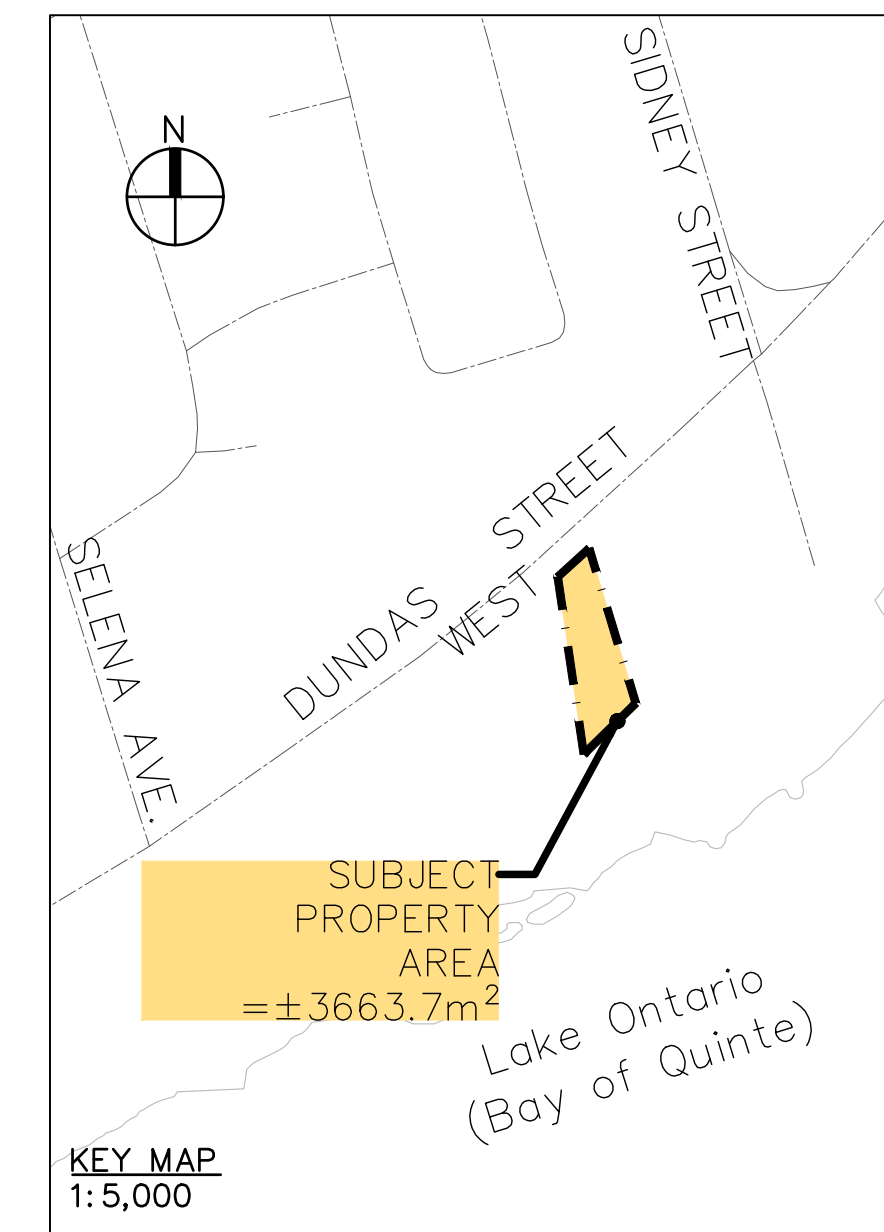 N
SIDNEY STREET
DUNDAS STREET
WEST
SELENA AVE.
SUBJECT
PROPERTY
AREA
=±3663.7m²
Lake Ontario
(Bay of Quinte)
KEY MAP
1:5,000